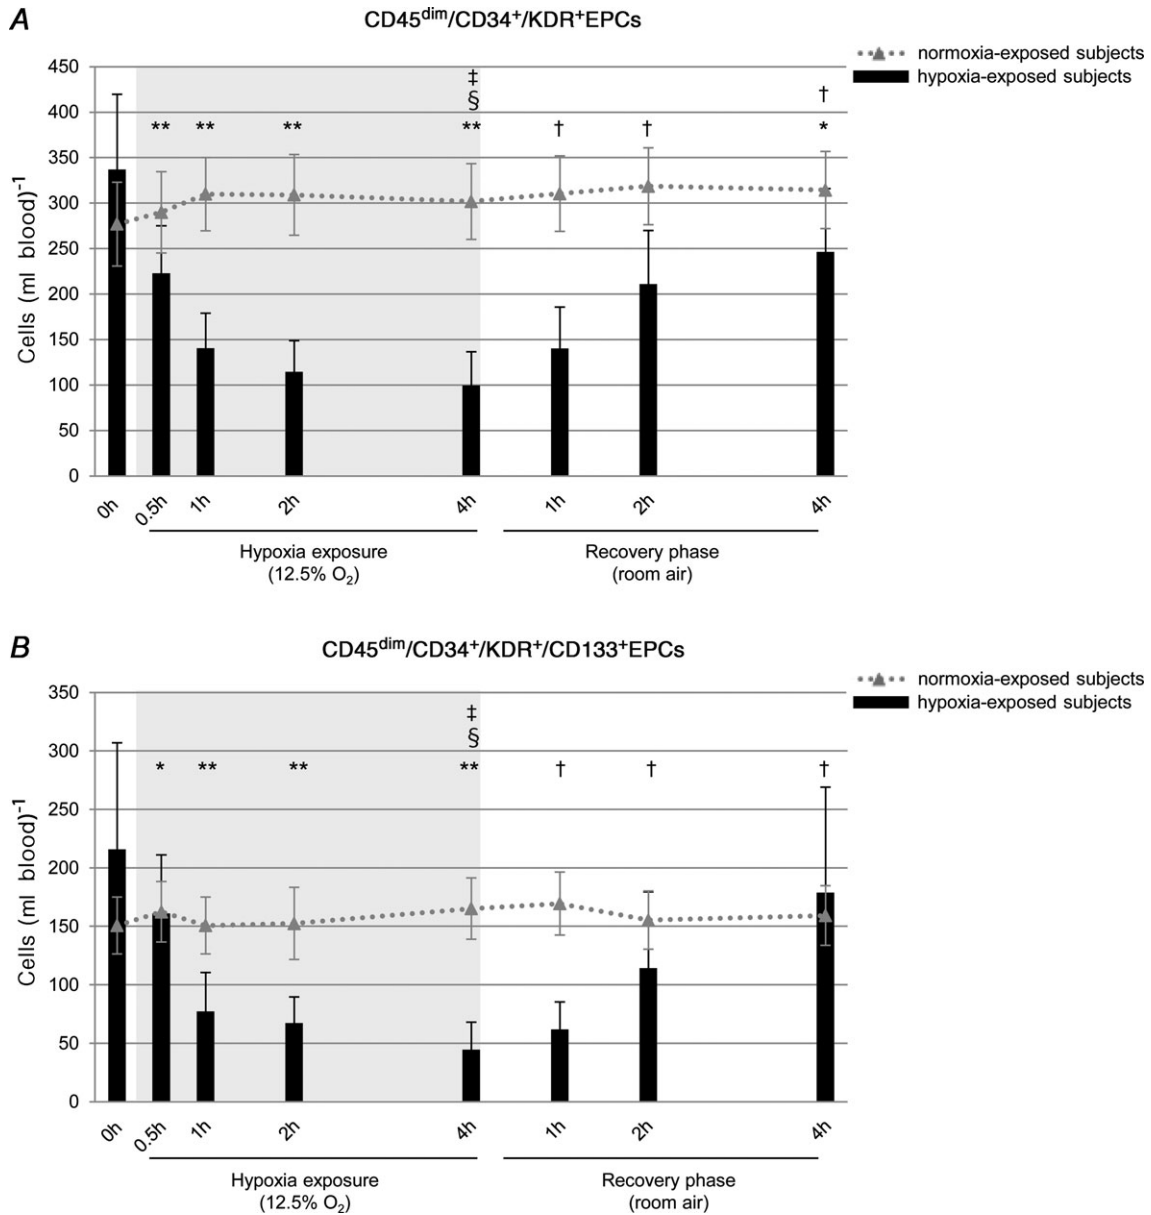 A
CD45dim/CD34+/KDR+EPCs
normoxia-exposed subjects
hypoxia-exposed subjects
Cells (ml blood)-1
450
400
350
300
250
200
150
100
50
0
‡
§
†
** ** ** ** † † *
0h 0.5h 1h 2h 4h 1h 2h 4h
Hypoxia exposure
(12.5% O2)
Recovery phase
(room air)
B
CD45dim/CD34+/KDR+/CD133+EPCs
normoxia-exposed subjects
hypoxia-exposed subjects
Cells (ml blood)-1
350
300
250
200
150
100
50
0
‡
§
* ** ** ** † † †
0h 0.5h 1h 2h 4h 1h 2h 4h
Hypoxia exposure
(12.5% O2)
Recovery phase
(room air)